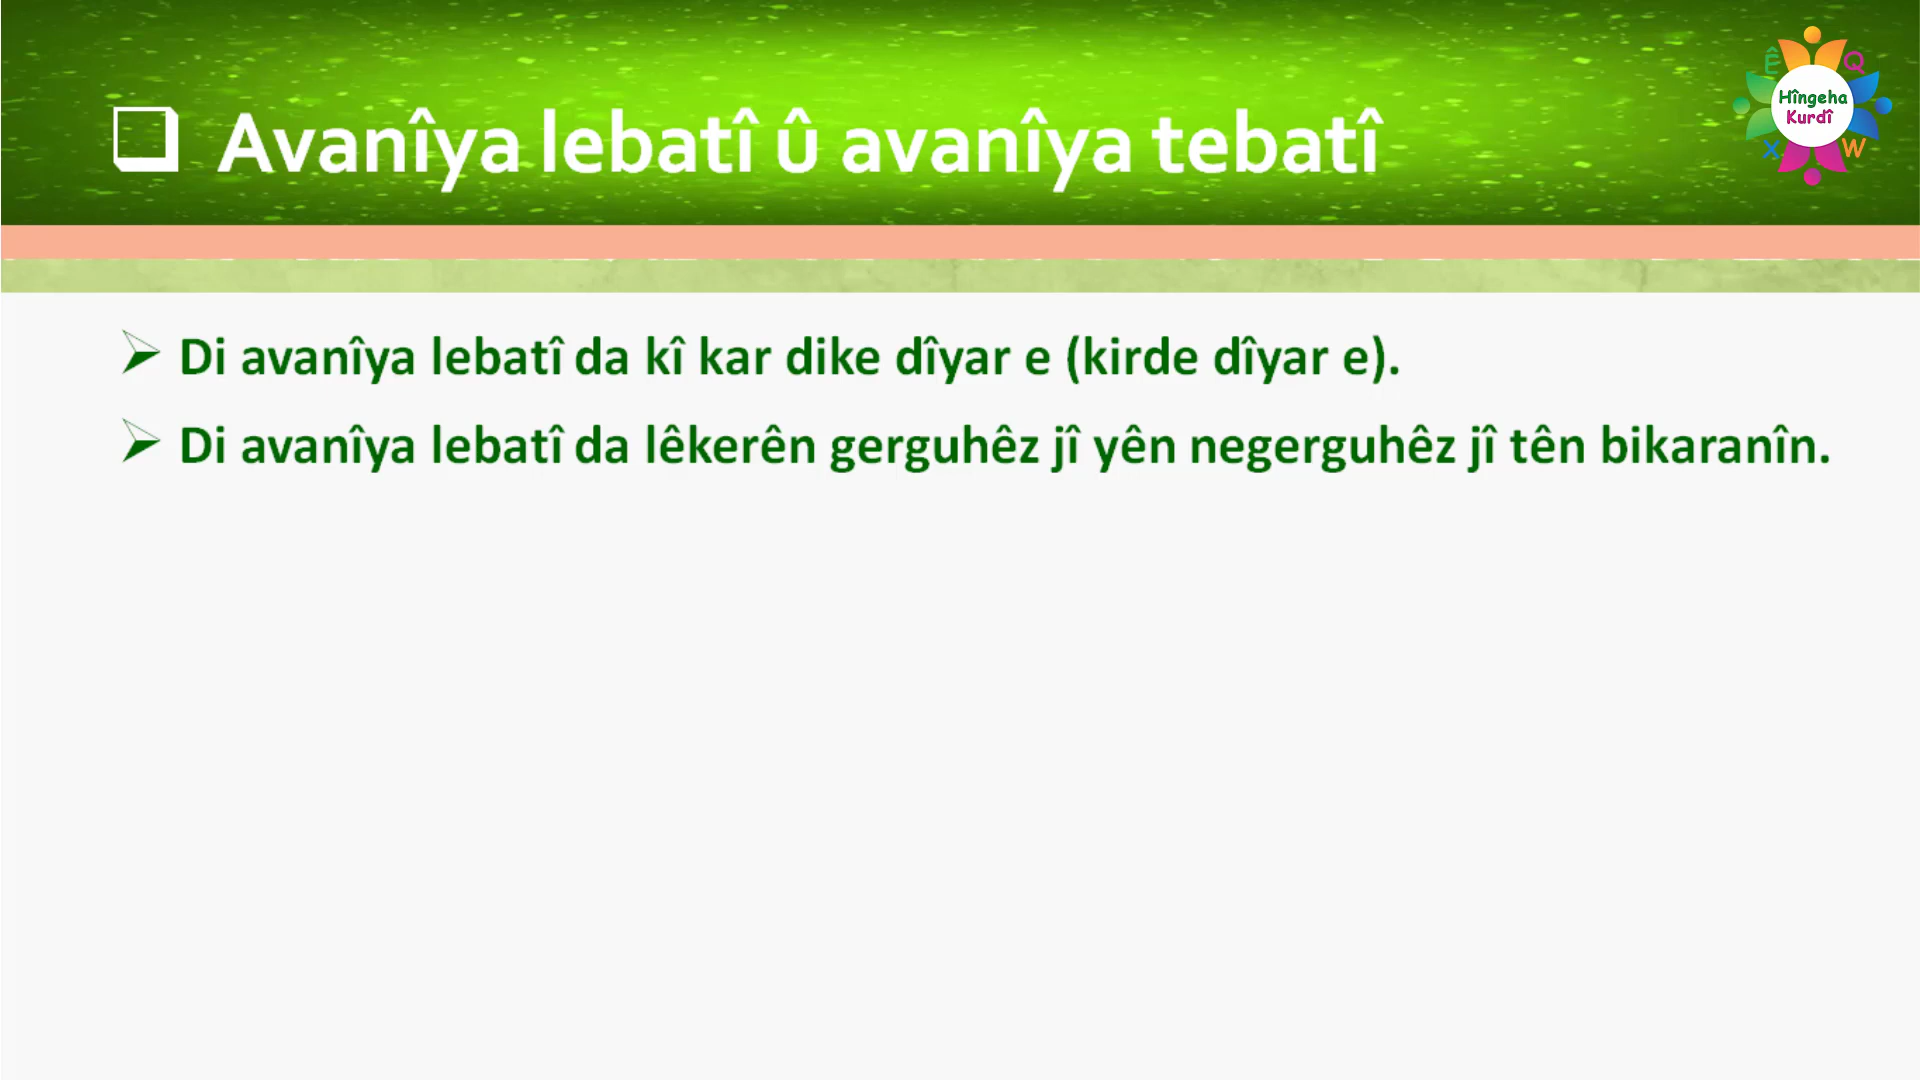 Avanîya lebatî û avanîya tebatî
Ê
Q
Hîngeha
Kurdî
X
W
Di avanîya lebatî da kî kar dike dîyar e (kirde dîyar e).
Di avanîya lebatî da lêkerên gerguhêz jî yên negerguhêz jî tên bikaranîn.